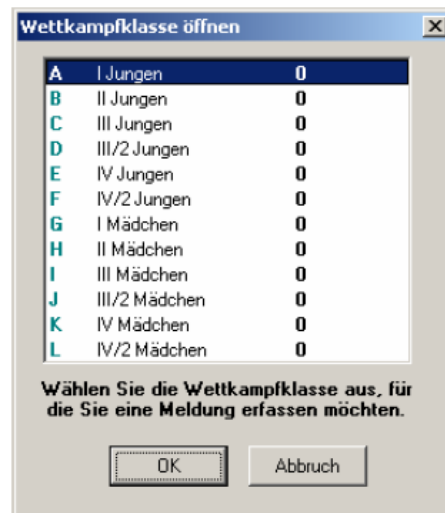 Wettkampfklasse öffnen
A I Jungen 0
B II Jungen 0
C III Jungen 0
D III/2 Jungen 0
E IV Jungen 0
F IV/2 Jungen 0
G I Mädchen 0
H II Mädchen 0
I III Mädchen 0
J III/2 Mädchen 0
K IV Mädchen 0
L IV/2 Mädchen 0
Wählen Sie die Wettkampfklasse aus, für
die Sie eine Meldung erfassen möchten.
OK Abbruch